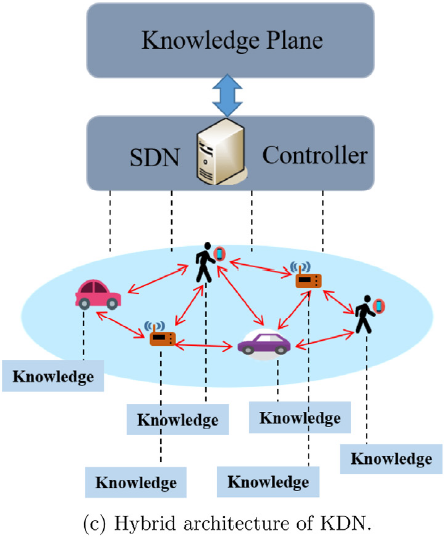 Knowledge Plane
SDN Controller
Knowledge
Knowledge
Knowledge
Knowledge
Knowledge
Knowledge
(c) Hybrid architecture of KDN.